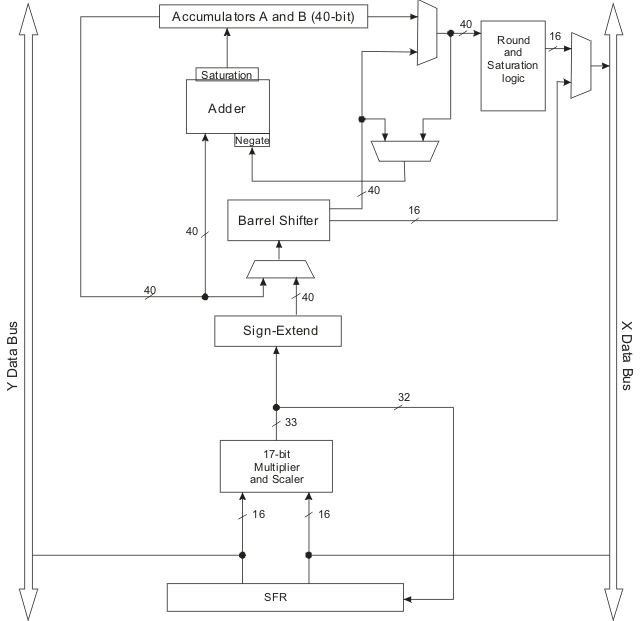 Accumulators A and B (40-bit)
40
Round
and
Saturation
logic
16
Saturation
Adder
Negate
40
Barrel Shifter
16
40
40
40
Sign-Extend
Y Data Bus
X Data Bus
32
33
17-bit
Multiplier
and Scaler
16
16
SFR